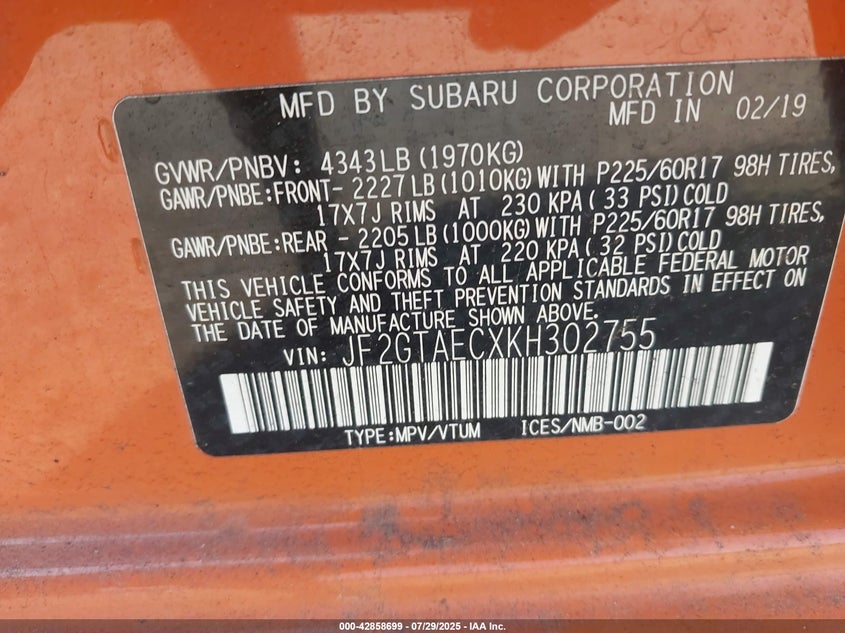 MFD BY SUBARU CORPORATION
MFD IN 02/19
GVWR/PNBV: 4343LB (1970KG)
GAWR/PNBE:FRONT- 2227LB (1010KG)WITH P225/60R17 98H TIRES,
17X7J RIMS AT 230 KPA ( 33 PSI)COLD
GAWR/PNBE:REAR - 2205LB (1000KG)WITH P225/60R17 98H TIRES,
17X7J RIMS AT 220 KPA ( 32 PSI)COLD
THIS VEHICLE CONFORMS TO ALL APPLICABLE FEDERAL MOTOR
VEHICLE SAFETY AND THEFT PREVENTION STANDARDS IN EFFECT ON
THE DATE OF MANUFACTURE SHOWN ABOVE.
VIN: JF2GTAECXKH302755
TYPE:MPV/VTUM ICES/NMB-002
000-42858699 | 07/29/2025 | IAA Inc.